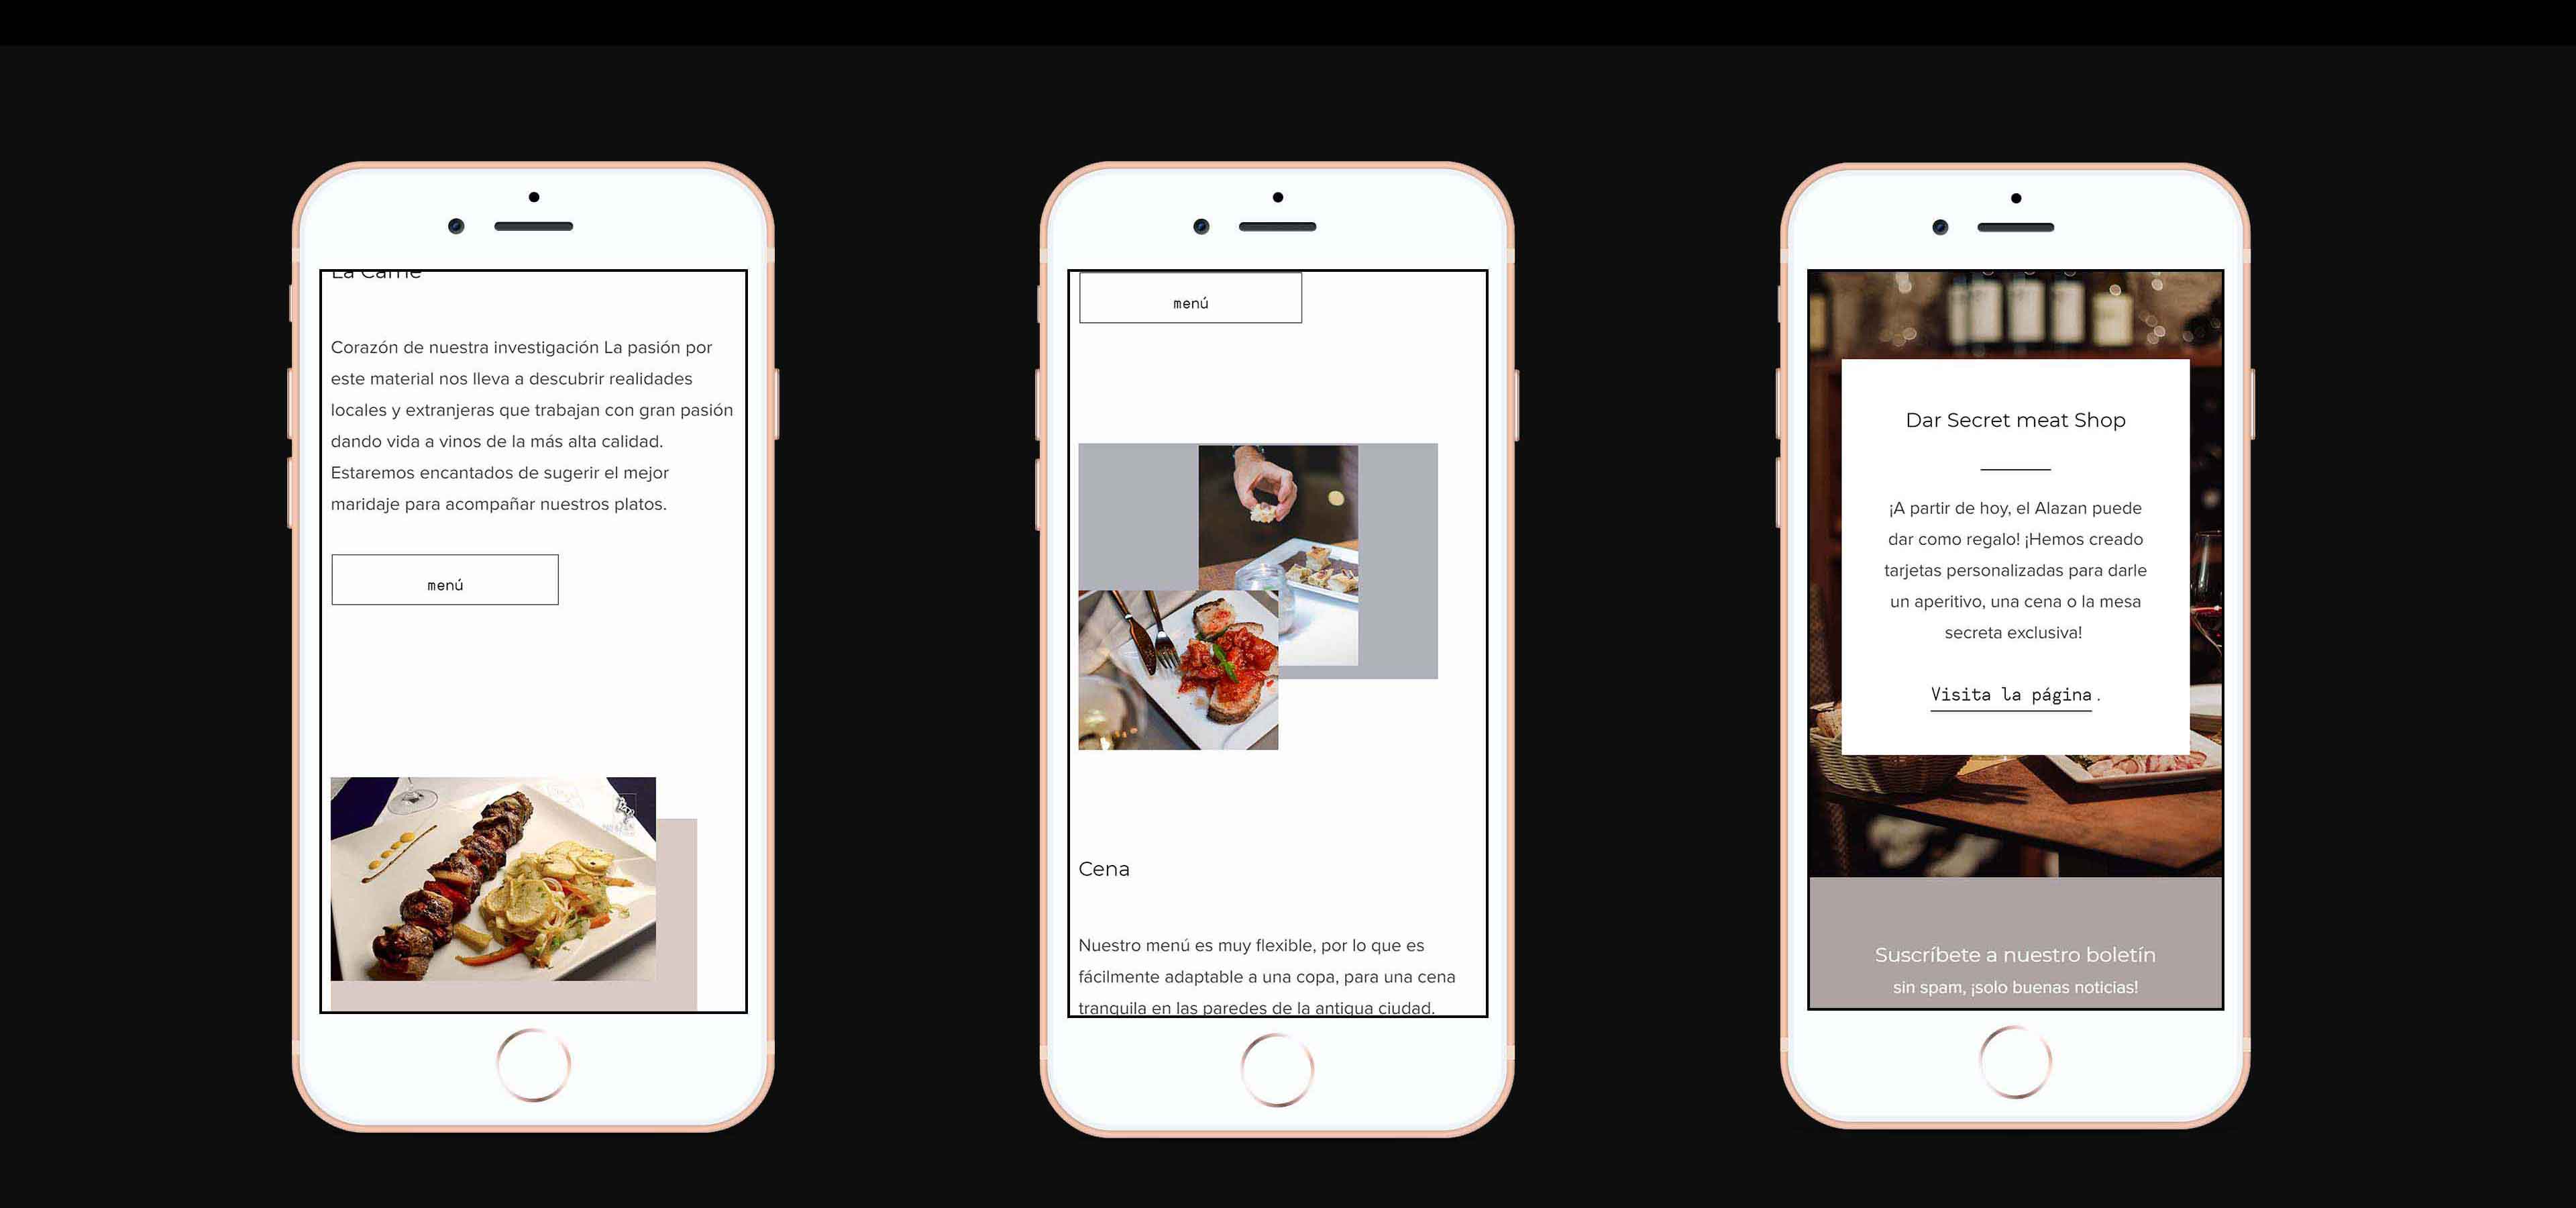 La Carne
Corazón de nuestra investigación La pasión por
este material nos lleva a descubrir realidades
locales y extranjeras que trabajan con gran pasión
dando vida a vinos de la más alta calidad.
Estaremos encantados de sugerir el mejor
maridaje para acompañar nuestros platos.
menú
menú
Cena
Nuestro menú es muy flexible, por lo que es
fácilmente adaptable a una copa, para una cena
tranquila en las paredes de la antigua ciudad.
Dar Secret meat Shop
¡A partir de hoy, el Alazan puede
dar como regalo! ¡Hemos creado
tarjetas personalizadas para darle
un aperitivo, una cena o la mesa
secreta exclusiva!
Visita la página.
Suscríbete a nuestro boletín
sin spam, ¡solo buenas noticias!